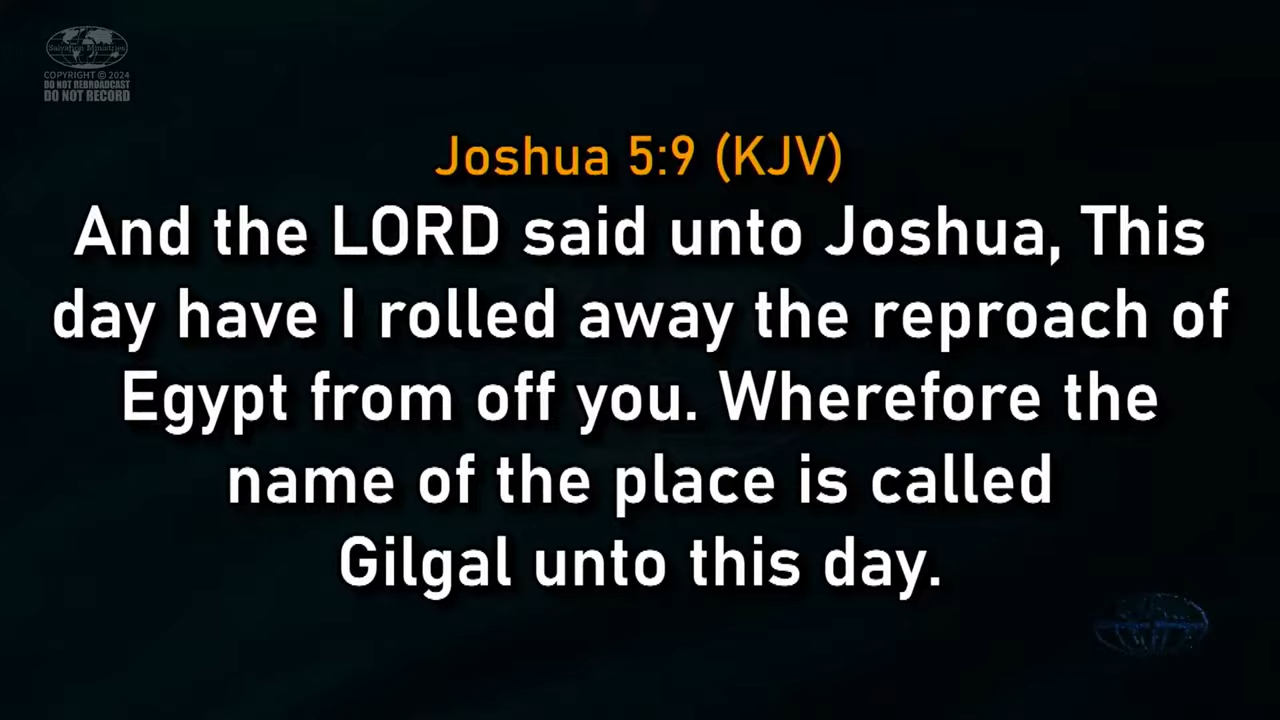 Salvation Ministries
COPYRIGHT © 2024
DO NOT REBROADCAST
DO NOT RECORD
Joshua 5:9 (KJV)
And the LORD said unto Joshua, This
day have I rolled away the reproach of
Egypt from off you. Wherefore the
name of the place is called
Gilgal unto this day.